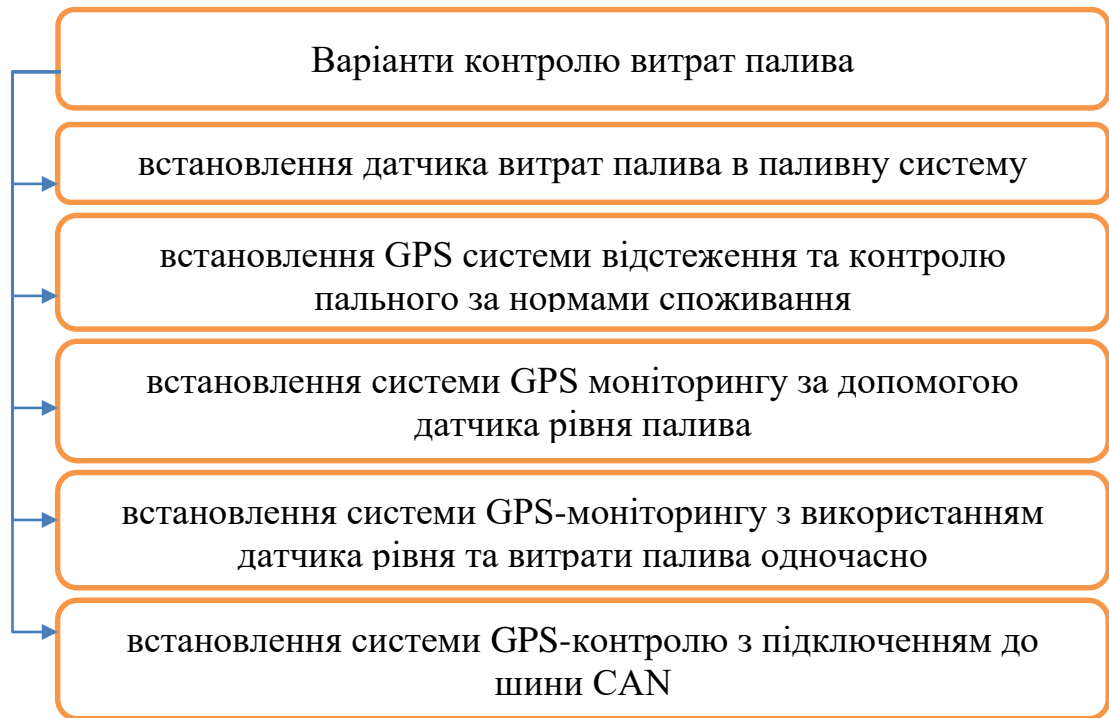 Варіанти контролю витрат палива
встановлення датчика витрат палива в паливну систему
встановлення GPS системи відстеження та контролю
пального за нормами споживання
встановлення системи GPS моніторингу за допомогою
датчика рівня палива
встановлення системи GPS-моніторингу з використанням
датчика рівня та витрати палива одночасно
встановлення системи GPS-контролю з підключенням до
шини CAN